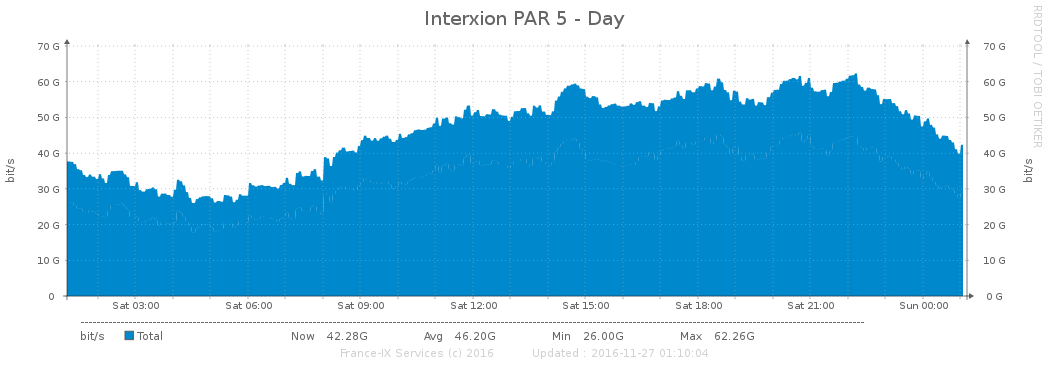 Interxion PAR 5 - Day
RRDTOOL / TOBI OETIKER
70 G 70 G
60 G 60 G
50 G 50 G
40 G 40 G
30 G 30 G
20 G 20 G
10 G 10 G
0 0 G
bit/s bit/s
Sat 03:00 Sat 06:00 Sat 09:00 Sat 12:00 Sat 15:00 Sat 18:00 Sat 21:00 Sun 00:00
bit/s Total Now 42.28G Avg 46.20G Min 26.00G Max 62.26G
France-IX Services (c) 2016 Updated : 2016-11-27 01:10:04